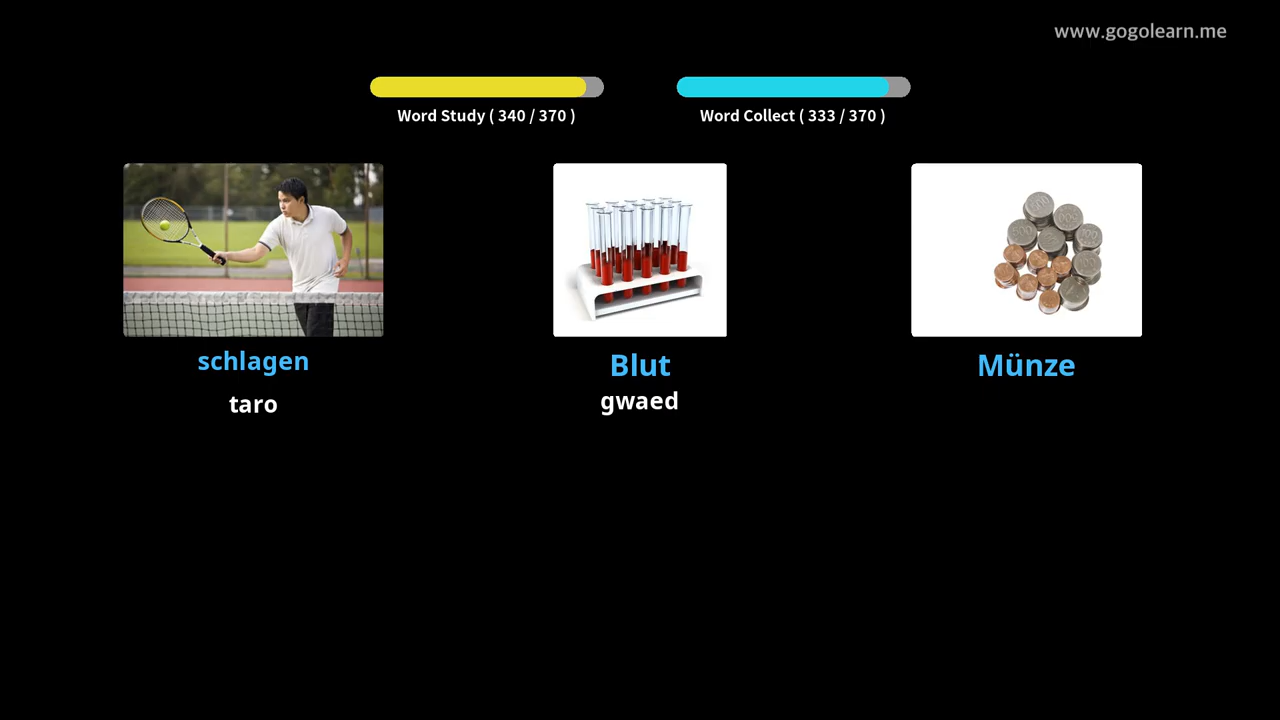 www.gogolearn.me
Word Study ( 340 / 370 )
Word Collect ( 333 / 370 )
schlagen
taro
Blut
gwaed
Münze